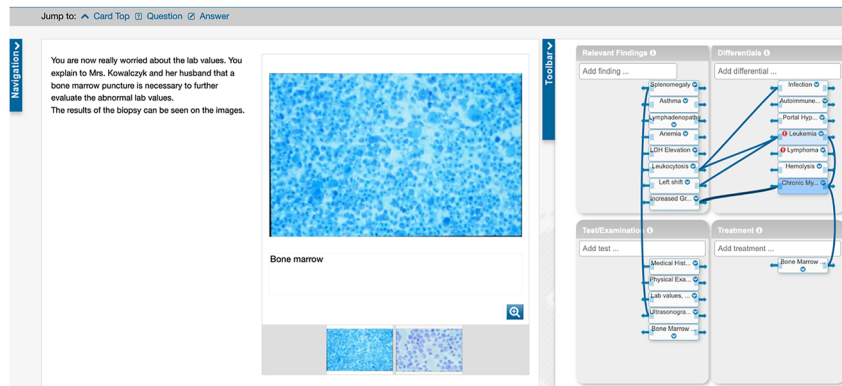 Jump to: Card Top Question Answer
Navigation
You are now really worried about the lab values. You
explain to Mrs. Kowalczyk and her husband that a
bone marrow puncture is necessary to further
evaluate the abnormal lab values.
The results of the biopsy can be seen on the images.
Bone marrow
Toolbar
Relevant Findings
Add finding ...
Splenomegaly
Asthma
Lymphadenopathy
Anemia
LDH Elevation
Leukocytosis
Left shift
Increased Gr...
Differentials
Add differential ...
Infection
Autoimmune...
Portal Hyp...
Leukemia
Lymphoma
Hemolysis
Chronic My...
Test/Examination
Add test ...
Medical Hist...
Physical Exa...
Lab values, ...
Ultrasonogra...
Bone Marrow ...
Treatment
Add treatment ...
Bone Marrow ...